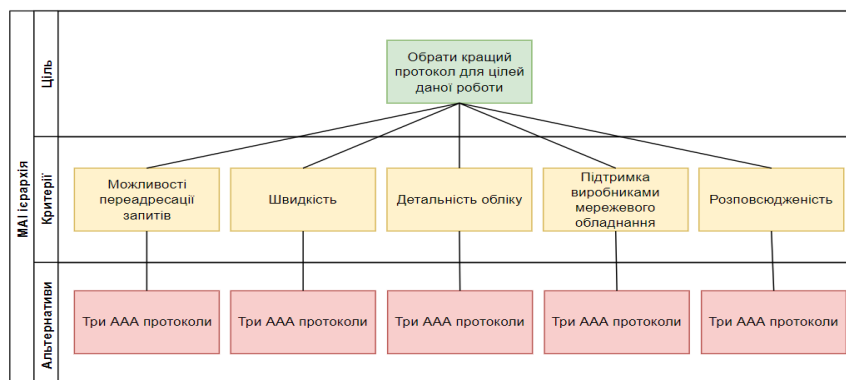 МАІ ієрархія
Ціль
Обрати кращий
протокол для цілей
даної роботи
Критерії
Можливості
переадресації
запитів
Швидкість
Детальність обліку
Підтримка
виробниками
мережевого
обладнання
Розповсюдженість
Альтернативи
Три ААА протоколи
Три ААА протоколи
Три ААА протоколи
Три ААА протоколи
Три ААА протоколи